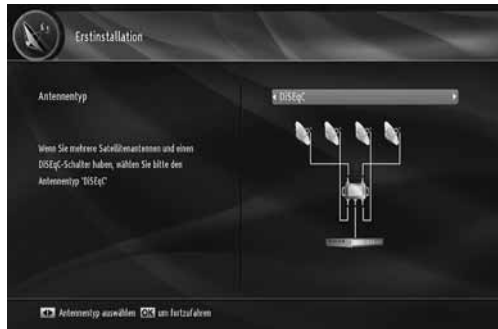 Erstinstallation
Antennentyp
DiSEqC
Wenn Sie mehrere Satellitenantennen und einen
DiSEqC-Schalter haben, wählen Sie bitte den
Antennentyp "DiSEqC"
Antennentyp auswählen OK um fortzufahren